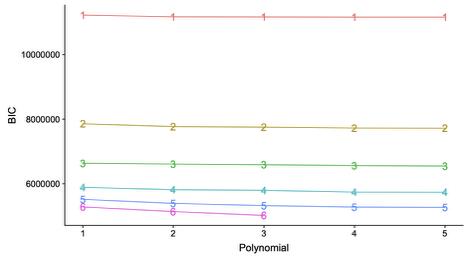 1 1 1 1 1
10000000
BIC
8000000
2 2 2 2 2
3 3 3 3 3
6000000
4 4 4 4 4
5 5 5 5 5
6 6 6
1 2 3 4 5
Polynomial